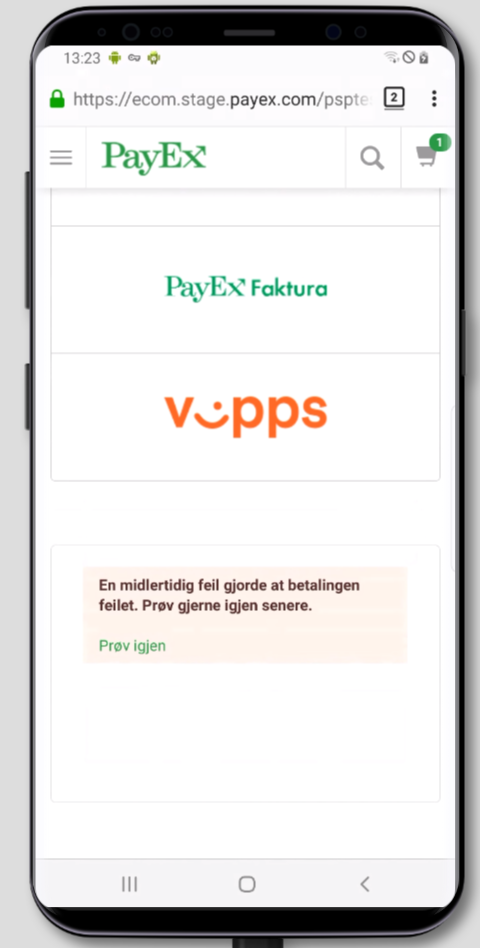 13:23
https://ecom.stage.payex.com/pspte
2
PayEx
1
PayEx Faktura
vipps
En midlertidig feil gjorde at betalingen
feilet. Prøv gjerne igjen senere.
Prøv igjen